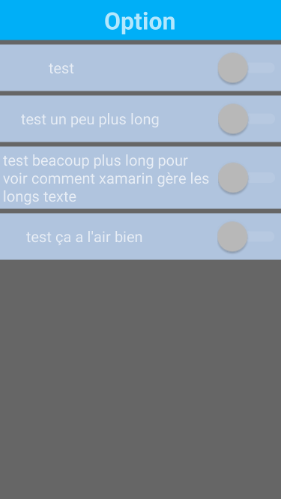 Option
test
test un peu plus long
test beacoup plus long pour
voir comment xamarin gère les
longs texte
test ça a l'air bien